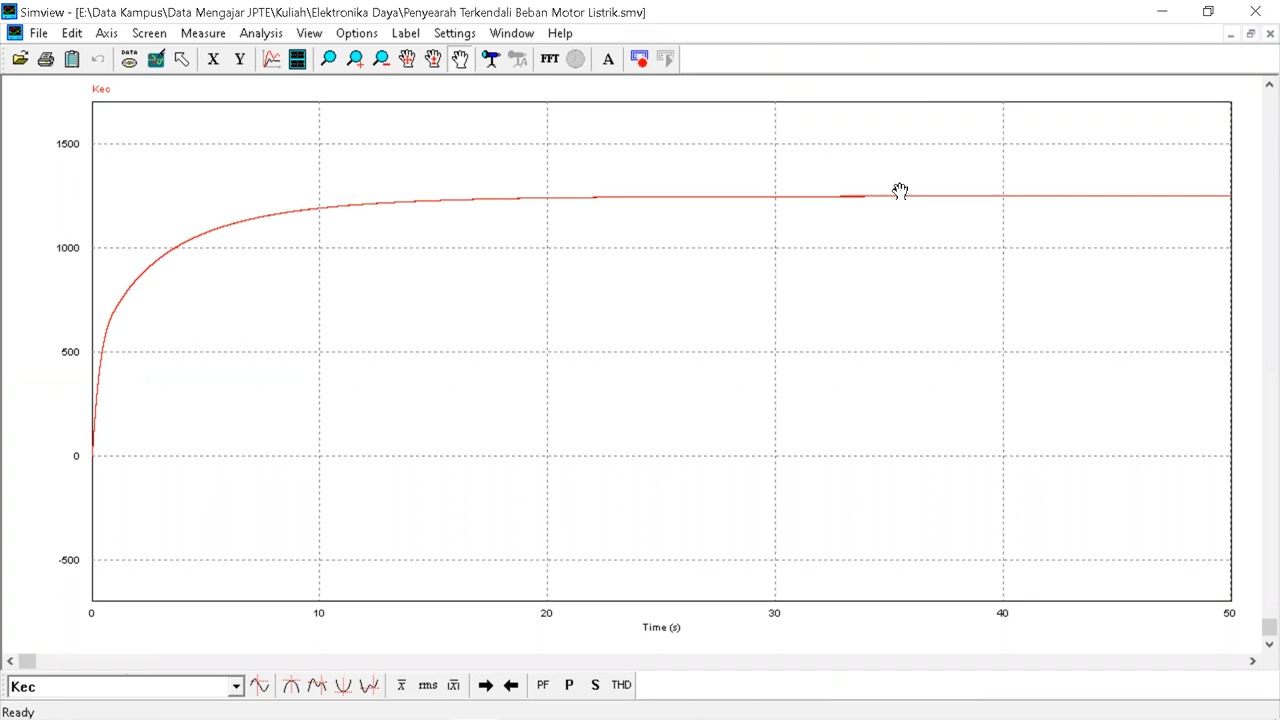 Simview - [E:\Data Kampus\Data Mengajar JPTE\Kuliah\Elektronika Daya\Penyearah Terkendali Beban Motor Listrik.smv]
File Edit Axis Screen Measure Analysis View Options Label Settings Window Help
DATA X Y FFT A
Kec
1500
1000
500
0
-500
0 10 20 30 40 50
Time (s)
Kec x rms |x| PF P S THD
Ready